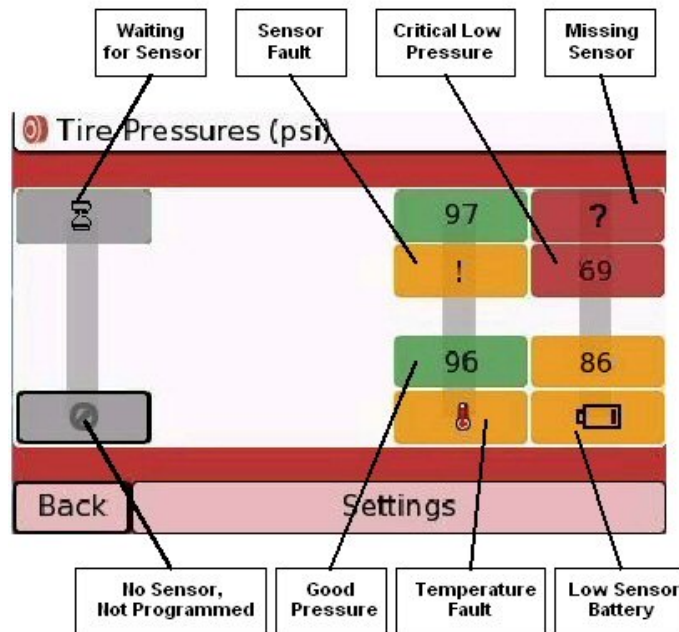 Waiting
for Sensor
Sensor
Fault
Critical Low
Pressure
Missing
Sensor
Tire Pressures (psi)
97
?
!
69
96
86
Back
Settings
No Sensor,
Not Programmed
Good
Pressure
Temperature
Fault
Low Sensor
Battery